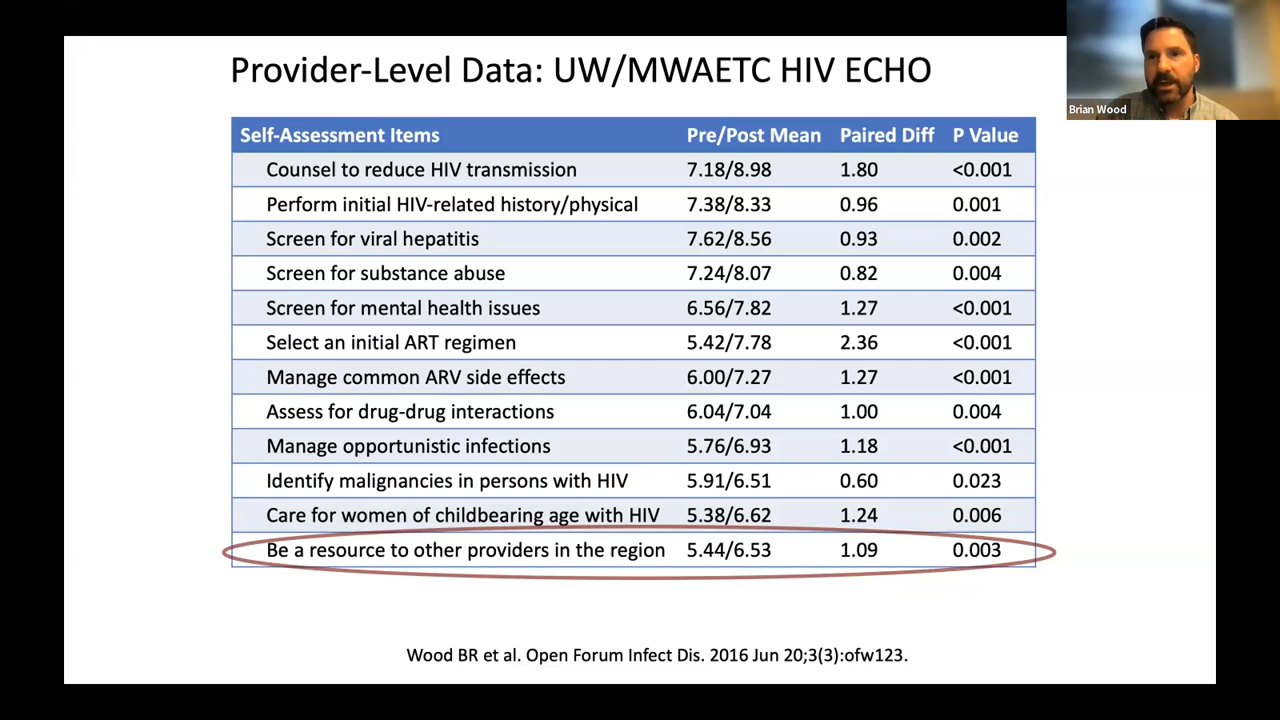 Provider-Level Data: UW/MWAETC HIV ECHO
Brian Wood
Self-Assessment Items Pre/Post Mean Paired Diff P Value
Counsel to reduce HIV transmission 7.18/8.98 1.80 <0.001
Perform initial HIV-related history/physical 7.38/8.33 0.96 0.001
Screen for viral hepatitis 7.62/8.56 0.93 0.002
Screen for substance abuse 7.24/8.07 0.82 0.004
Screen for mental health issues 6.56/7.82 1.27 <0.001
Select an initial ART regimen 5.42/7.78 2.36 <0.001
Manage common ARV side effects 6.00/7.27 1.27 <0.001
Assess for drug-drug interactions 6.04/7.04 1.00 0.004
Manage opportunistic infections 5.76/6.93 1.18 <0.001
Identify malignancies in persons with HIV 5.91/6.51 0.60 0.023
Care for women of childbearing age with HIV 5.38/6.62 1.24 0.006
Be a resource to other providers in the region 5.44/6.53 1.09 0.003
Wood BR et al. Open Forum Infect Dis. 2016 Jun 20;3(3):ofw123.